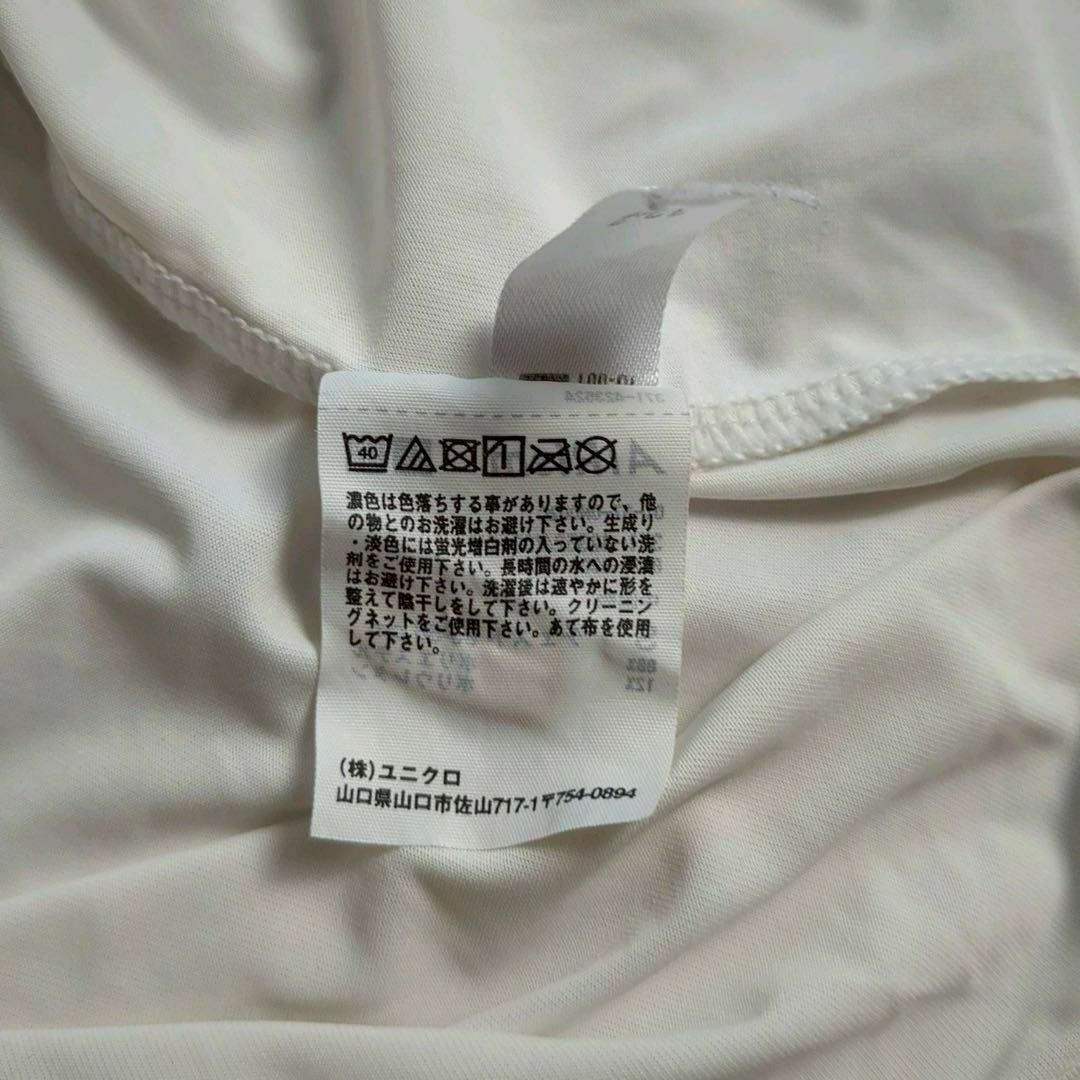 371-423524
40
濃色は色落ちする事がありますので、他
の物とのお洗濯はお避け下さい。生成り
・淡色には蛍光増白剤の入っていない洗
剤をご使用下さい。長時間の水への浸漬
はお避け下さい。洗濯後は速やかに形を
整えて陰干しをして下さい。クリーニン
グネットをご使用下さい。あて布を使用
して下さい。
(株)ユニクロ
山口県山口市佐山717-1〒754-0894